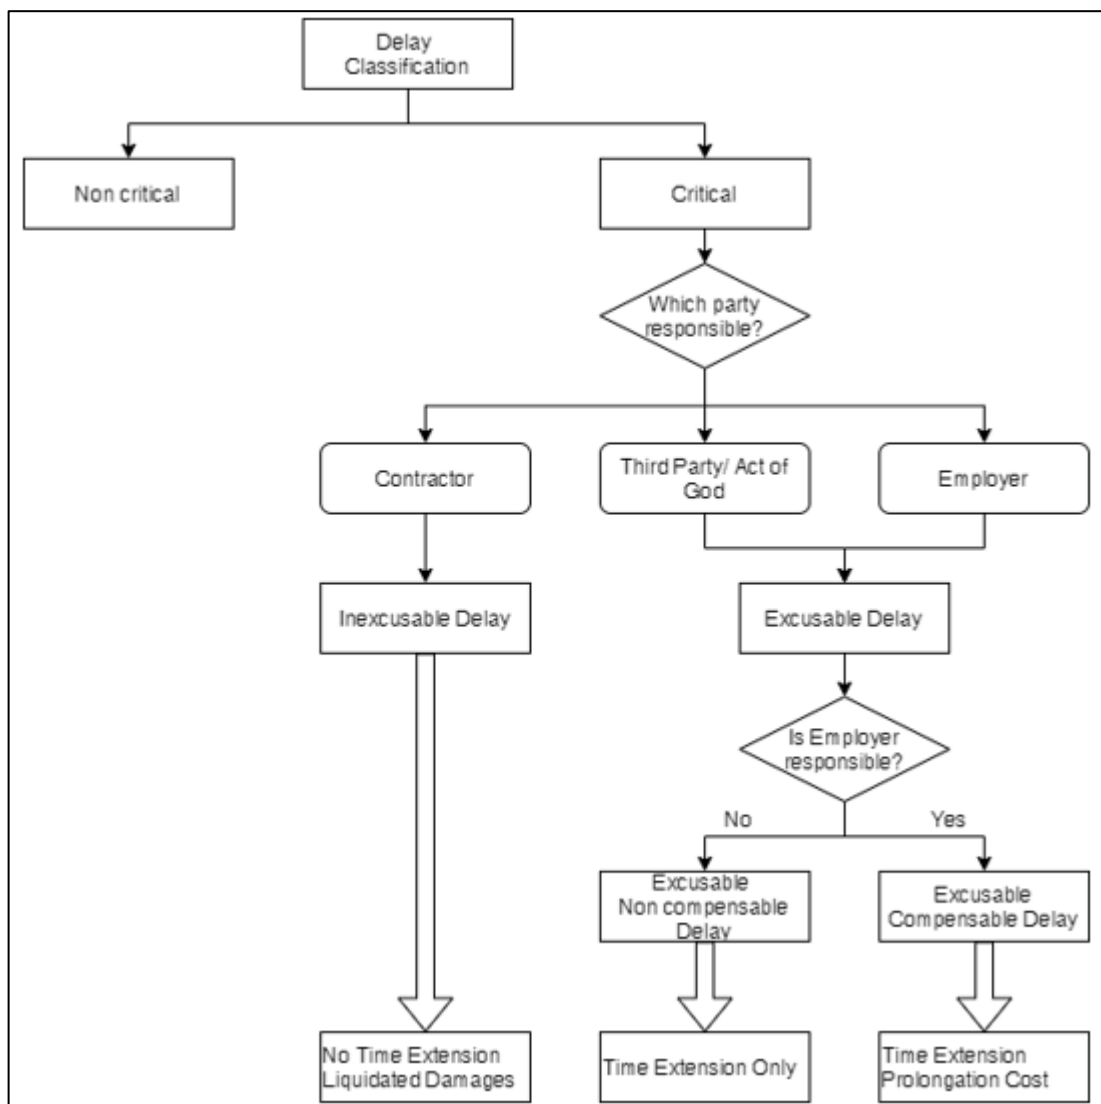 Delay
Classification
Non critical
Critical
Which party
responsible?
Contractor
Third Party/ Act of
God
Employer
Inexcusable Delay
Excusable Delay
Is Employer
responsible?
No
Yes
Excusable
Non compensable
Delay
Excusable
Compensable Delay
No Time Extension
Liquidated Damages
Time Extension Only
Time Extension
Prolongation Cost